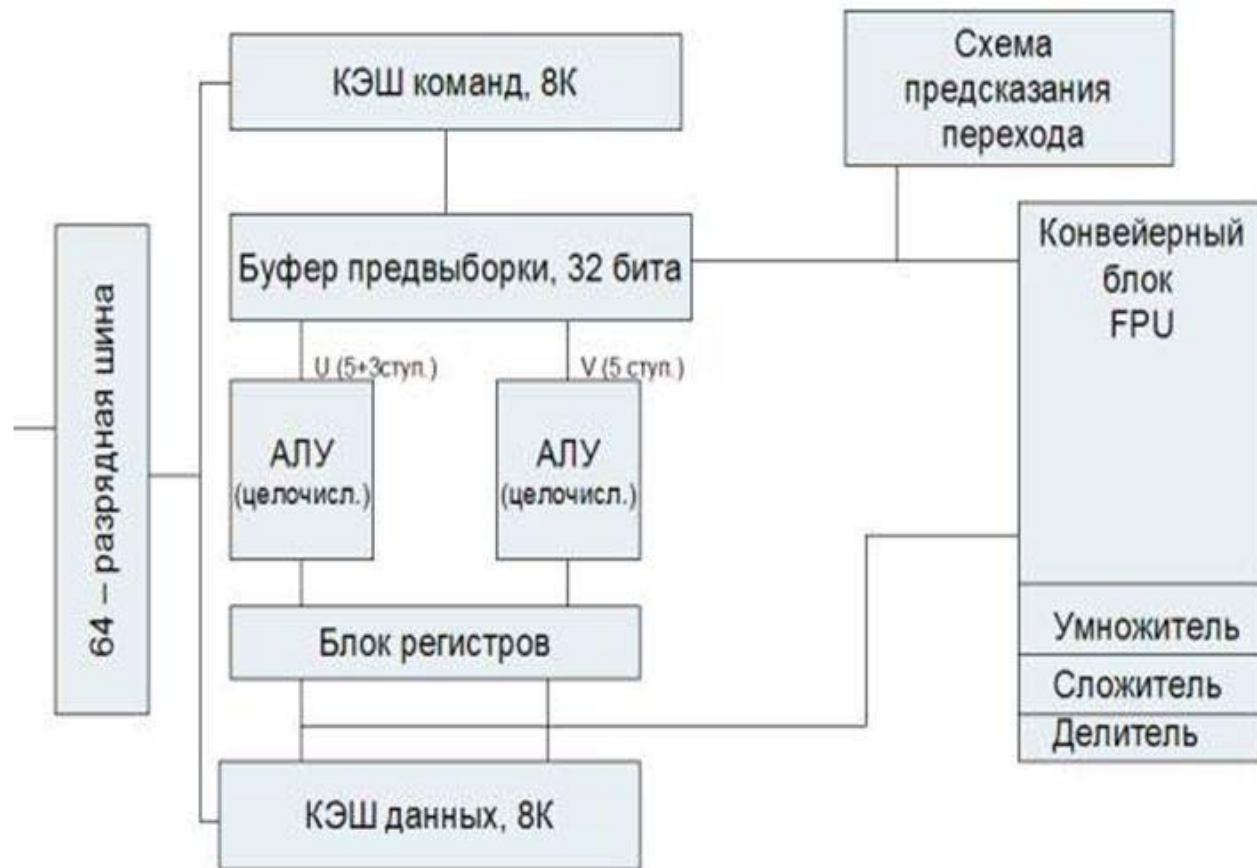 КЭШ команд, 8К
Схема
предсказания
перехода
64 – разрядная шина
Буфер предвыборки, 32 бита
Конвейерный
блок
FPU
U (5+3ступ.)
V (5 ступ.)
АЛУ
(целочисл.)
АЛУ
(целочисл.)
Блок регистров
Умножитель
Сложитель
Делитель
КЭШ данных, 8К